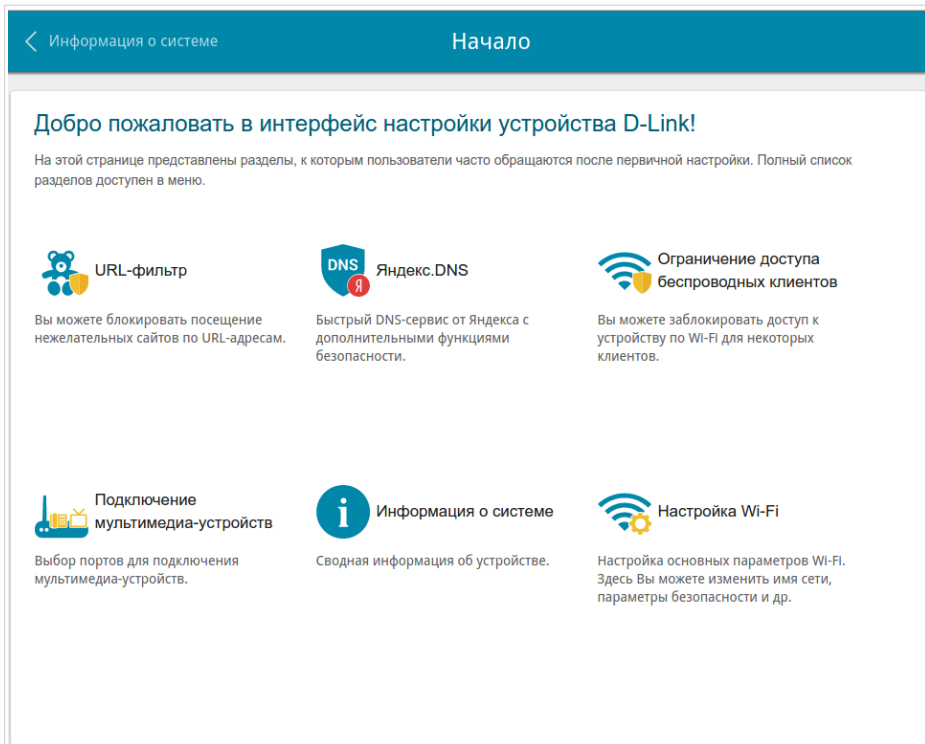 Информация о системе
Начало
Добро пожаловать в интерфейс настройки устройства D-Link!
На этой странице представлены разделы, к которым пользователи часто обращаются после первичной настройки. Полный список
разделов доступен в меню.
URL-фильтр
Вы можете блокировать посещение
нежелательных сайтов по URL-адресам.
DNS
Я
Яндекс.DNS
Быстрый DNS-сервис от Яндекса с
дополнительными функциями
безопасности.
Ограничение доступа
беспроводных клиентов
Вы можете заблокировать доступ к
устройству по Wi-Fi для некоторых
клиентов.
Подключение
мультимедиа-устройств
Выбор портов для подключения
мультимедиа-устройств.
i
Информация о системе
Сводная информация об устройстве.
Настройка Wi-Fi
Настройка основных параметров Wi-Fi.
Здесь Вы можете изменить имя сети,
параметры безопасности и др.